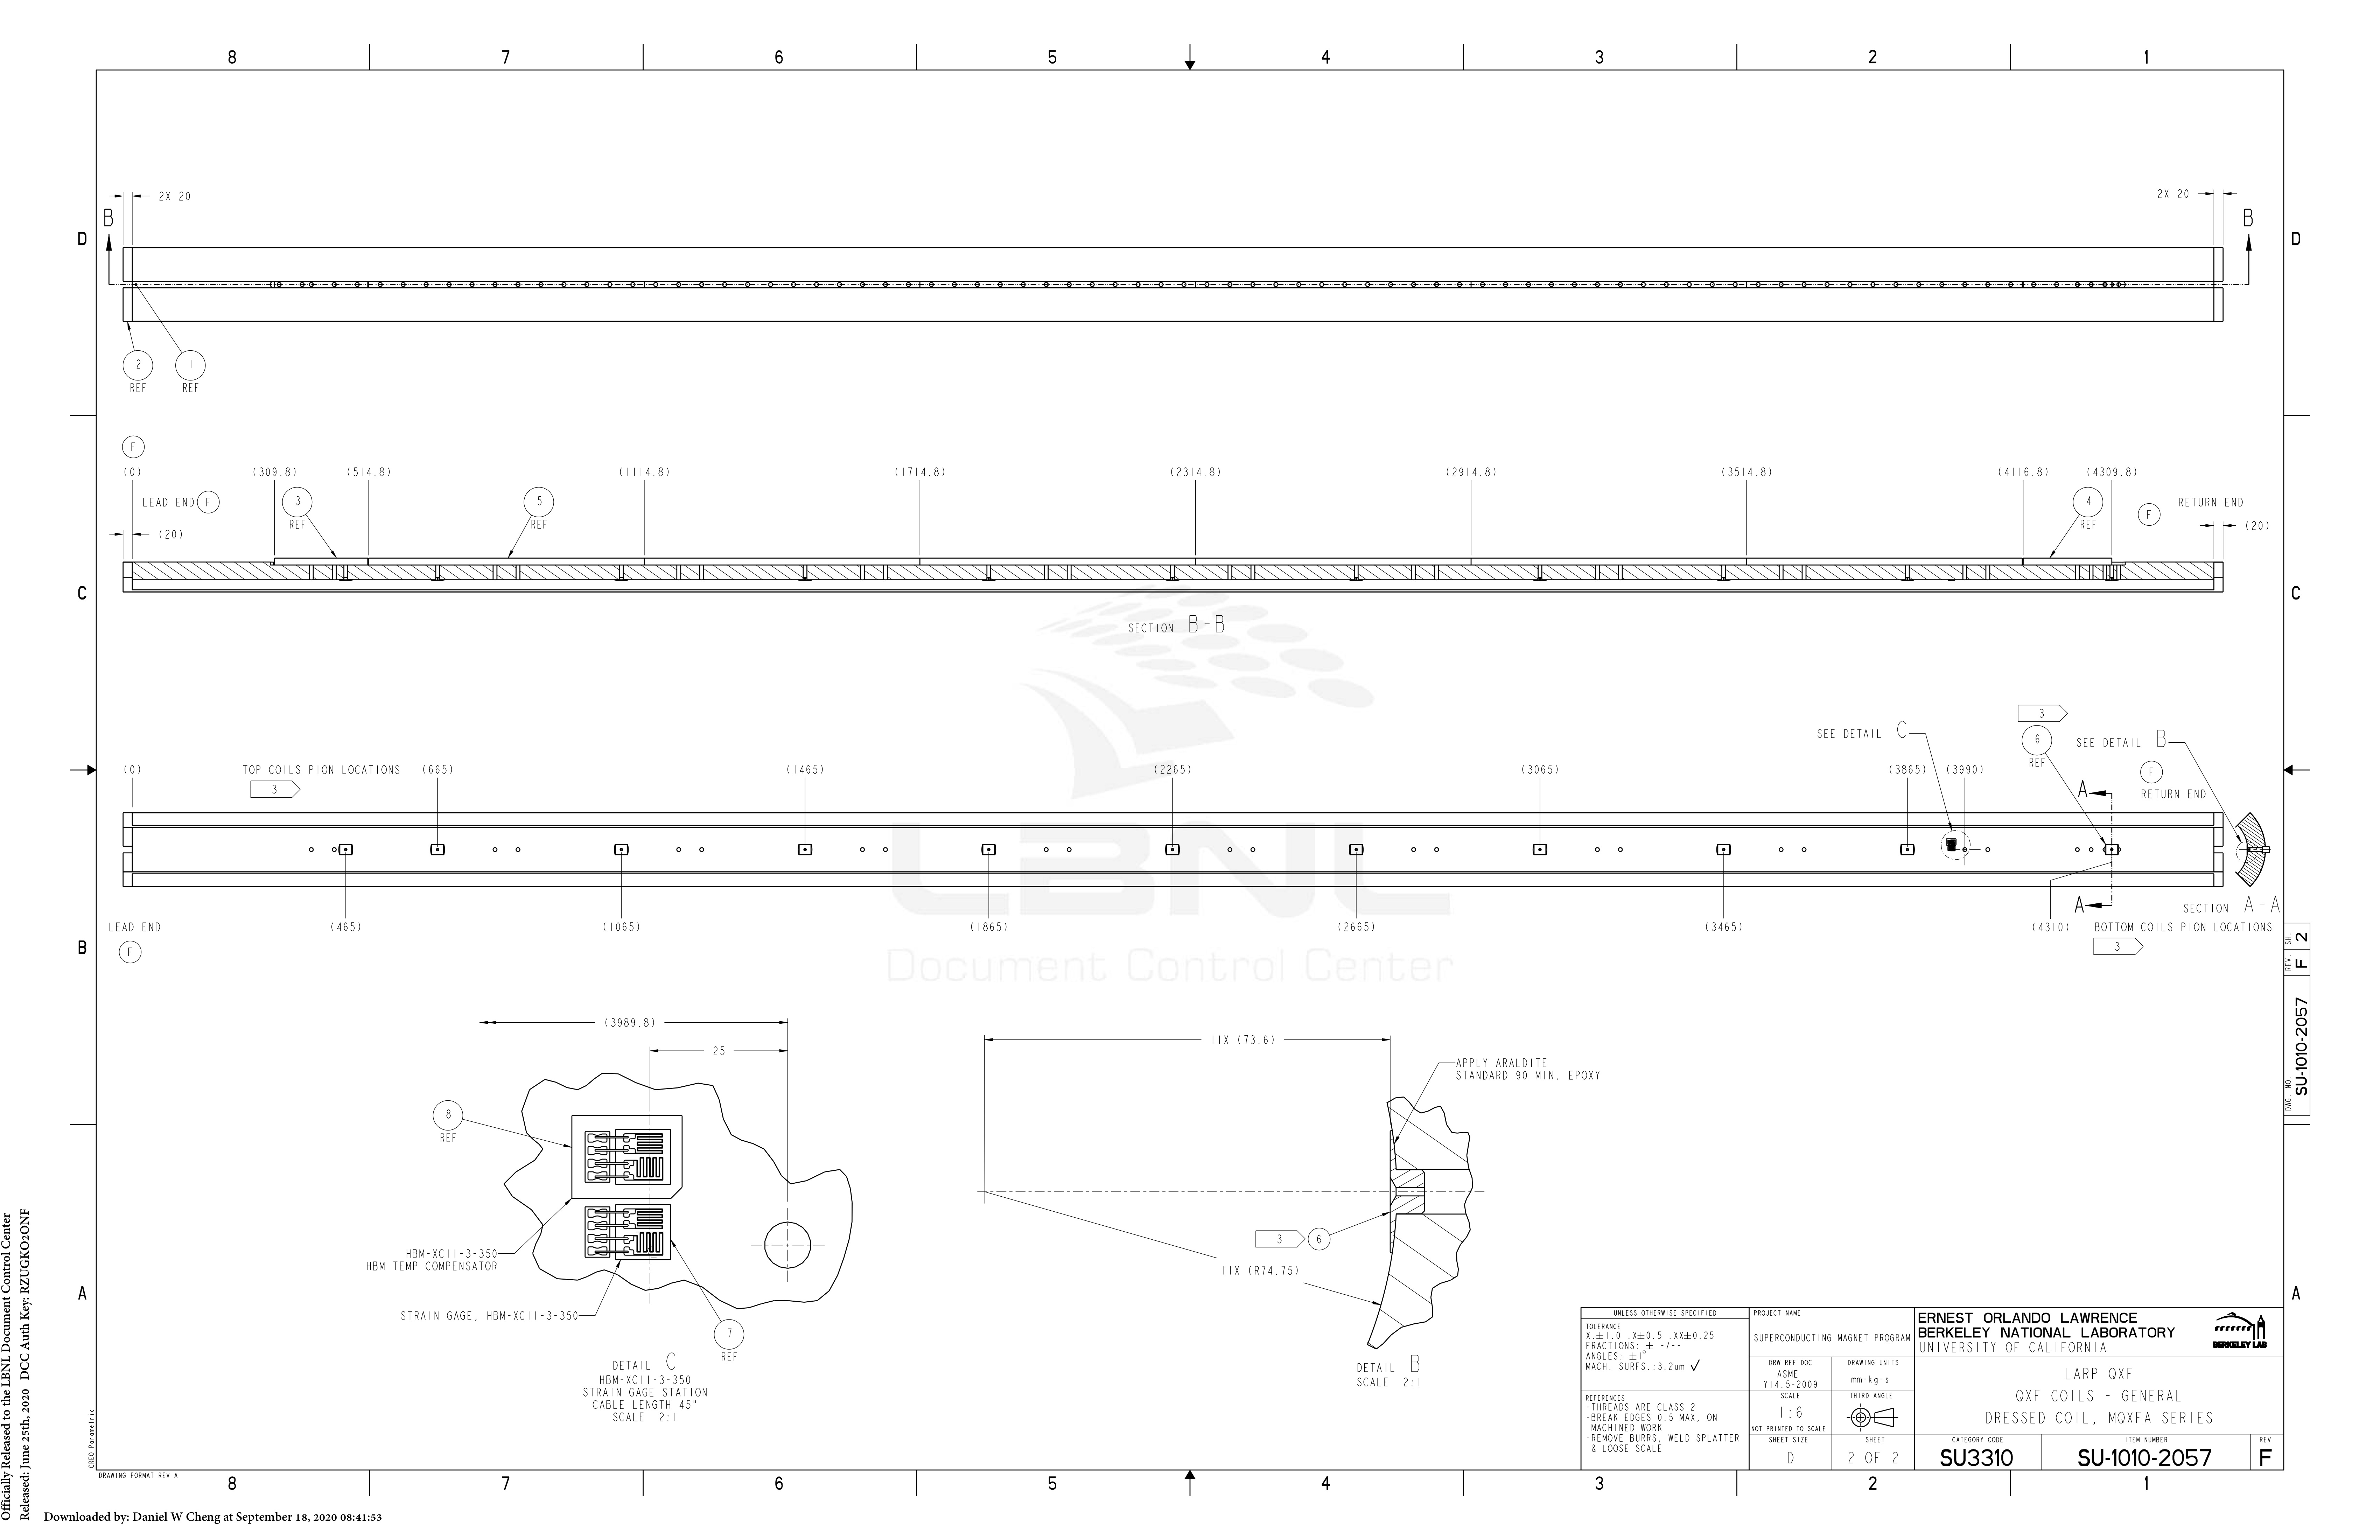 8 7 6 5 4 3 2 1
2X 20
2X 20
B
B
D
D
2
REF
1
REF
F
(0)
(309.8)
(514.8)
(1114.8)
(1714.8)
(2314.8)
(2914.8)
(3514.8)
(4116.8)
(4309.8)
LEAD END F
3
REF
5
REF
4
REF
F
RETURN END
(20)
(20)
C
C
SECTION B-B
3
SEE DETAIL C
6
REF
SEE DETAIL B
(0)
TOP COILS PION LOCATIONS
3
(665)
(1465)
(2265)
(3065)
(3865)
(3990)
F
RETURN END
A
A
LBNL
Document Control Center
LEAD END
F
(465)
(1065)
(1865)
(2665)
(3465)
(4310)
SECTION A-A
BOTTOM COILS PION LOCATIONS
3
B
DWG. NO. SU-1010-2057 REV. F SH. 2
(3989.8)
25
8
REF
HBM-XC11-3-350
HBM TEMP COMPENSATOR
STRAIN GAGE, HBM-XC11-3-350
7
REF
DETAIL C
HBM-XC11-3-350
STRAIN GAGE STATION
CABLE LENGTH 45"
SCALE 2:1
11X (73.6)
APPLY ARALDITE
STANDARD 90 MIN. EPOXY
3
6
11X (R74.75)
DETAIL B
SCALE 2:1
A
A
UNLESS OTHERWISE SPECIFIED
TOLERANCE
X.±1.0 .X±0.5 .XX±0.25
FRACTIONS: ± -/--
ANGLES: ±1°
MACH. SURFS.:3.2um √
REFERENCES
-THREADS ARE CLASS 2
-BREAK EDGES 0.5 MAX, ON
MACHINED WORK
-REMOVE BURRS, WELD SPLATTER
& LOOSE SCALE
PROJECT NAME
SUPERCONDUCTING MAGNET PROGRAM
DRW REF DOC
ASME
Y14.5-2009
DRAWING UNITS
mm-kg-s
SCALE
1:6
NOT PRINTED TO SCALE
THIRD ANGLE
SHEET SIZE
D
SHEET
2 OF 2
ERNEST ORLANDO LAWRENCE
BERKELEY NATIONAL LABORATORY
UNIVERSITY OF CALIFORNIA
BERKELEY LAB
LARP QXF
QXF COILS - GENERAL
DRESSED COIL, MQXFA SERIES
CATEGORY CODE
SU3310
ITEM NUMBER
SU-1010-2057
REV
F
CREO Parametric
DRAWING FORMAT REV A
8 7 6 5 4 3 2 1
Officially Released to the LBNL Document Control Center
Released: June 25th, 2020 DCC Auth Key: RZUGKO2ONF
Downloaded by: Daniel W Cheng at September 18, 2020 08:41:53